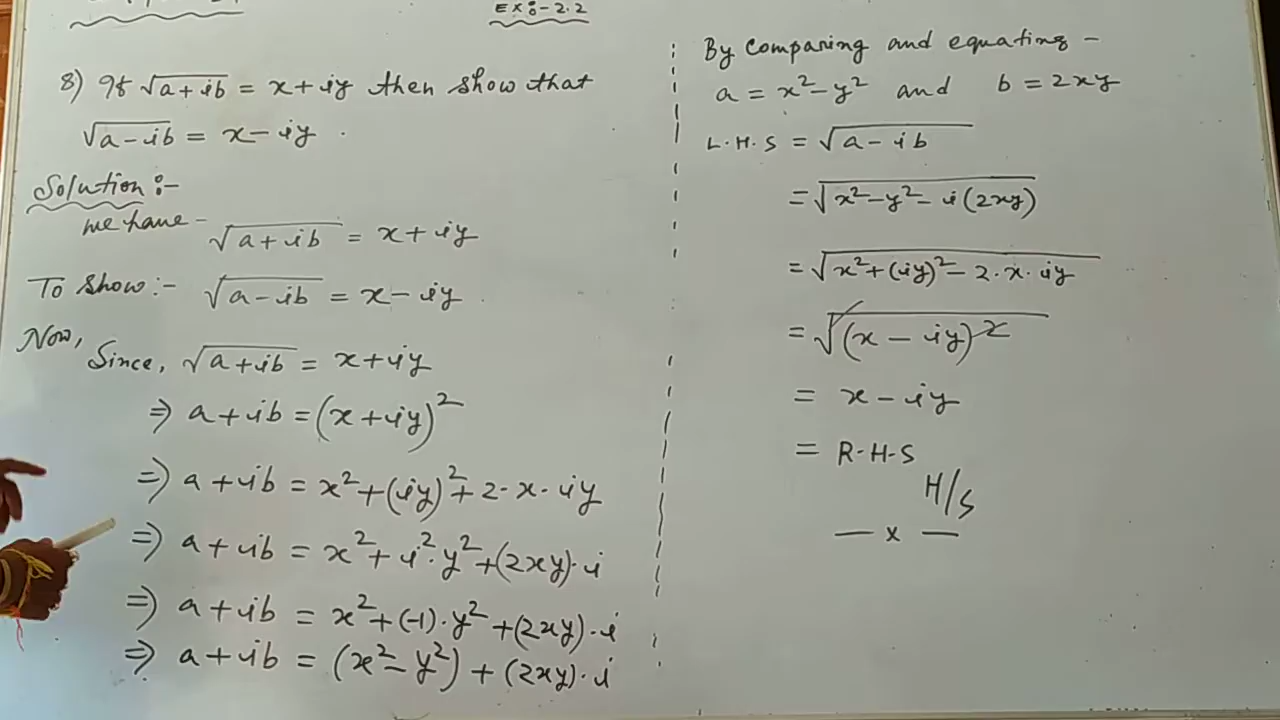 Ex:-2.2
8) If √(a+ib) = x+iy then show that
√(a-ib) = x-iy .
Solution:-
we have- √(a+ib) = x+iy
To show:- √(a-ib) = x-iy .
Now,
Since, √(a+ib) = x+iy
⇒ a+ib = (x+iy)²
⇒ a+ib = x²+(iy)²+2·x·iy
⇒ a+ib = x²+i²·y²+(2xy)·i
⇒ a+ib = x²+(-1)·y²+(2xy)·i
⇒ a+ib = (x²-y²)+(2xy)·i
By comparing and equating-
a = x²-y² and b = 2xy
L.H.S = √(a-ib)
= √(x²-y²-i(2xy))
= √(x²+(iy)²-2·x·iy)
= √((x-iy)²)
= x-iy
= R.H.S
H/S
— x —